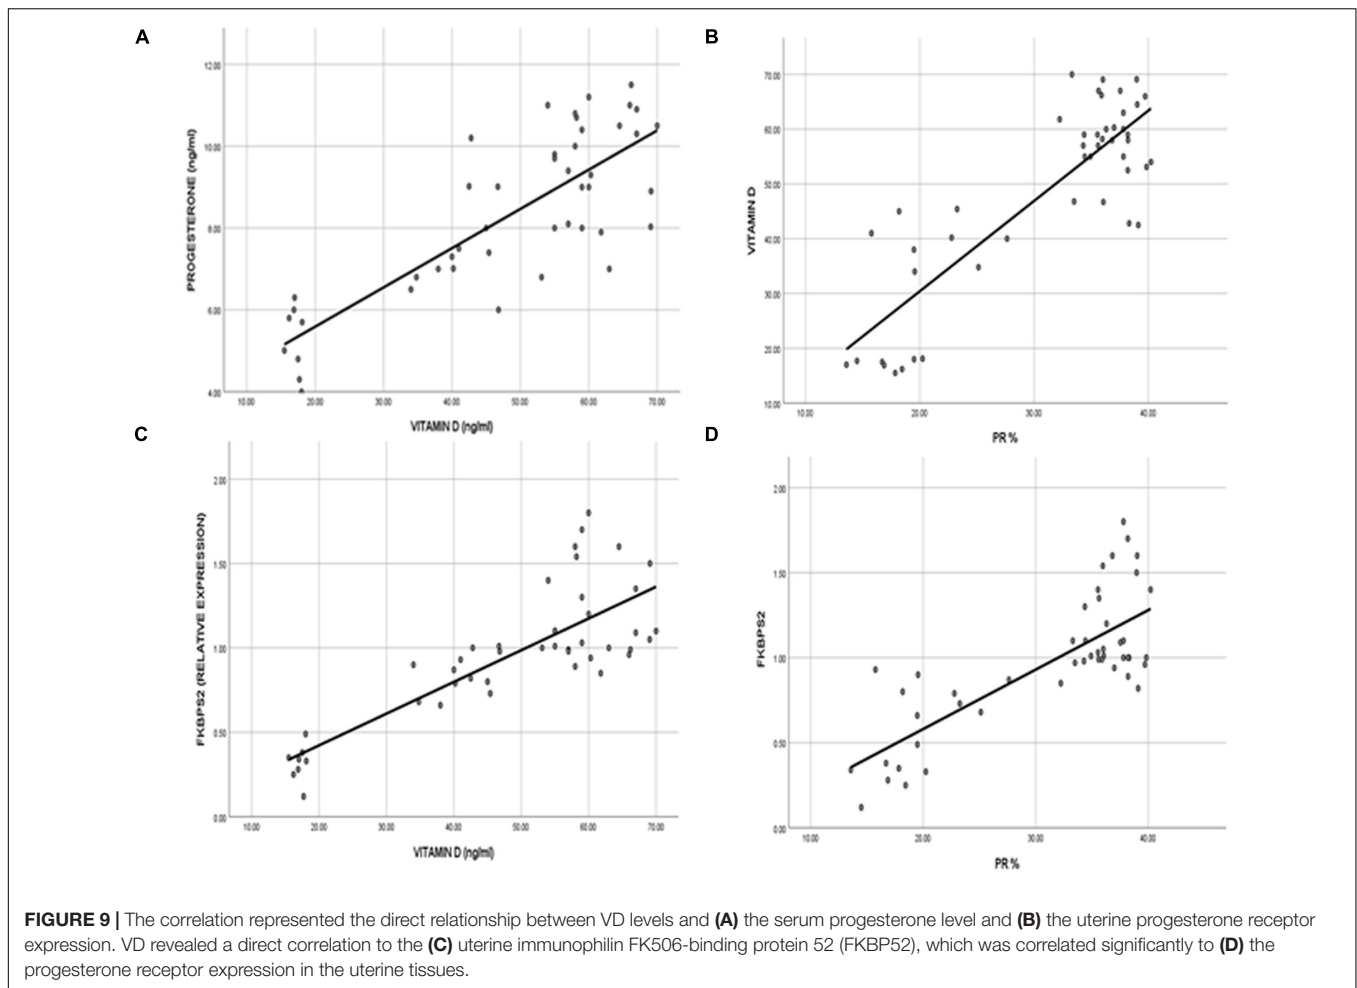 A
12.00
10.00
8.00
6.00
4.00
PROGESTERONE (ng/ml)
10.00 20.00 30.00 40.00 50.00 60.00 70.00
VITAMIN D (ng/ml)
B
70.00
60.00
50.00
40.00
30.00
20.00
10.00
VITAMIN D
10.00 20.00 30.00 40.00
PR %
C
2.00
1.50
1.00
0.50
0.00
FKBPS2 (RELATIVE EXPRESSION)
10.00 20.00 30.00 40.00 50.00 60.00 70.00
VITAMIN D (ng/ml)
D
2.00
1.50
1.00
0.50
0.00
FKBPS2
10.00 20.00 30.00 40.00
PR %
FIGURE 9 | The correlation represented the direct relationship between VD levels and (A) the serum progesterone level and (B) the uterine progesterone receptor
expression. VD revealed a direct correlation to the (C) uterine immunophilin FK506-binding protein 52 (FKBP52), which was correlated significantly to (D) the
progesterone receptor expression in the uterine tissues.